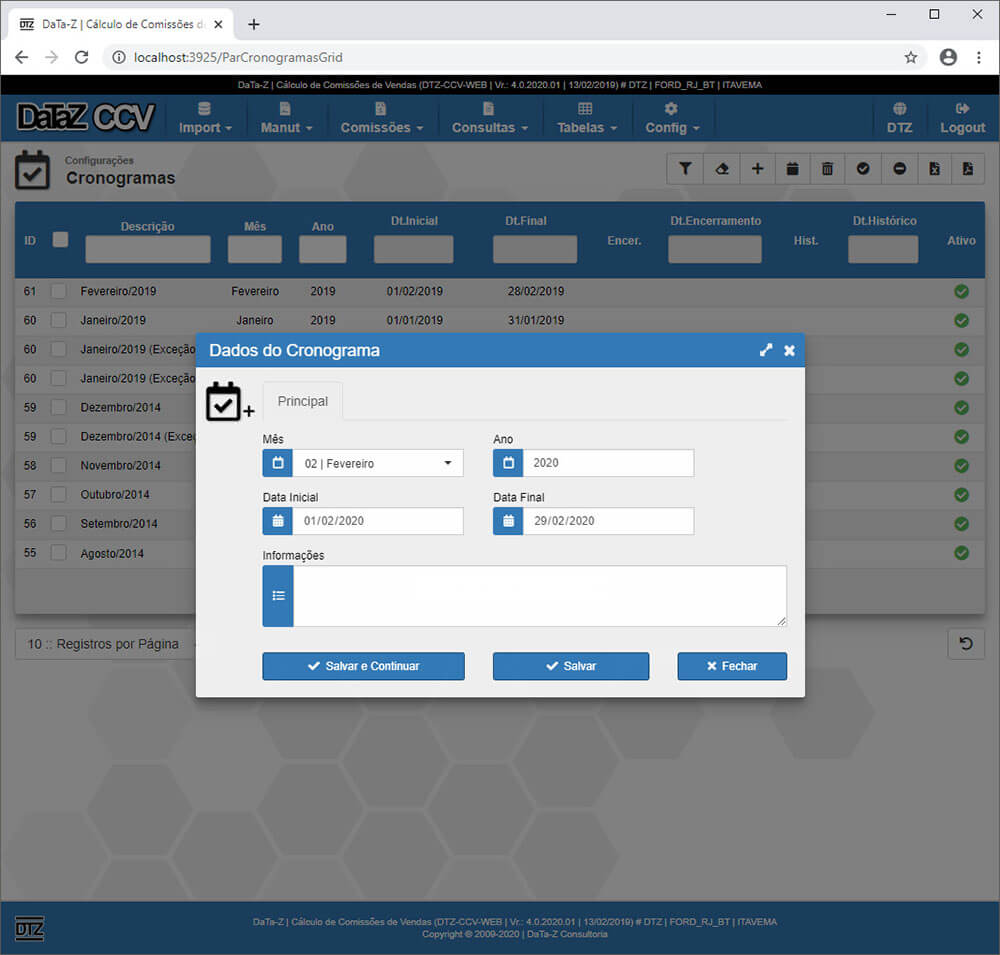 DTZ DaTa-Z | Cálculo de Comissões d
localhost:3925/ParCronogramasGrid
DaTa-Z | Cálculo de Comissões de Vendas (DTZ-CCV-WEB | Vr.: 4.0.2020.01 | 13/02/2019) # DTZ | FORD_RJ_BT | ITAVEMA
DaTaZ CCV
Import Manut Comissões Consultas Tabelas Config DTZ Logout
Configurações
Cronogramas
ID Descrição Mês Ano Dt.Inicial Dt.Final Encer. Dt.Encerramento Hist. Dt.Histórico Ativo
61 Fevereiro/2019 Fevereiro 2019 01/02/2019 28/02/2019
60 Janeiro/2019 Janeiro 2019 01/01/2019 31/01/2019
60 Janeiro/2019 (Exceção
60 Janeiro/2019 (Exceção
59 Dezembro/2014
59 Dezembro/2014 (Exce
58 Novembro/2014
57 Outubro/2014
56 Setembro/2014
55 Agosto/2014
Dados do Cronograma
Principal
Mês Ano
02 | Fevereiro 2020
Data Inicial Data Final
01/02/2020 29/02/2020
Informações
Salvar e Continuar Salvar Fechar
10 :: Registros por Página
DTZ
DaTa-Z | Cálculo de Comissões de Vendas (DTZ-CCV-WEB | Vr.: 4.0.2020.01 | 13/02/2019) # DTZ | FORD_RJ_BT | ITAVEMA
Copyright © 2009-2020 | DaTa-Z Consultoria